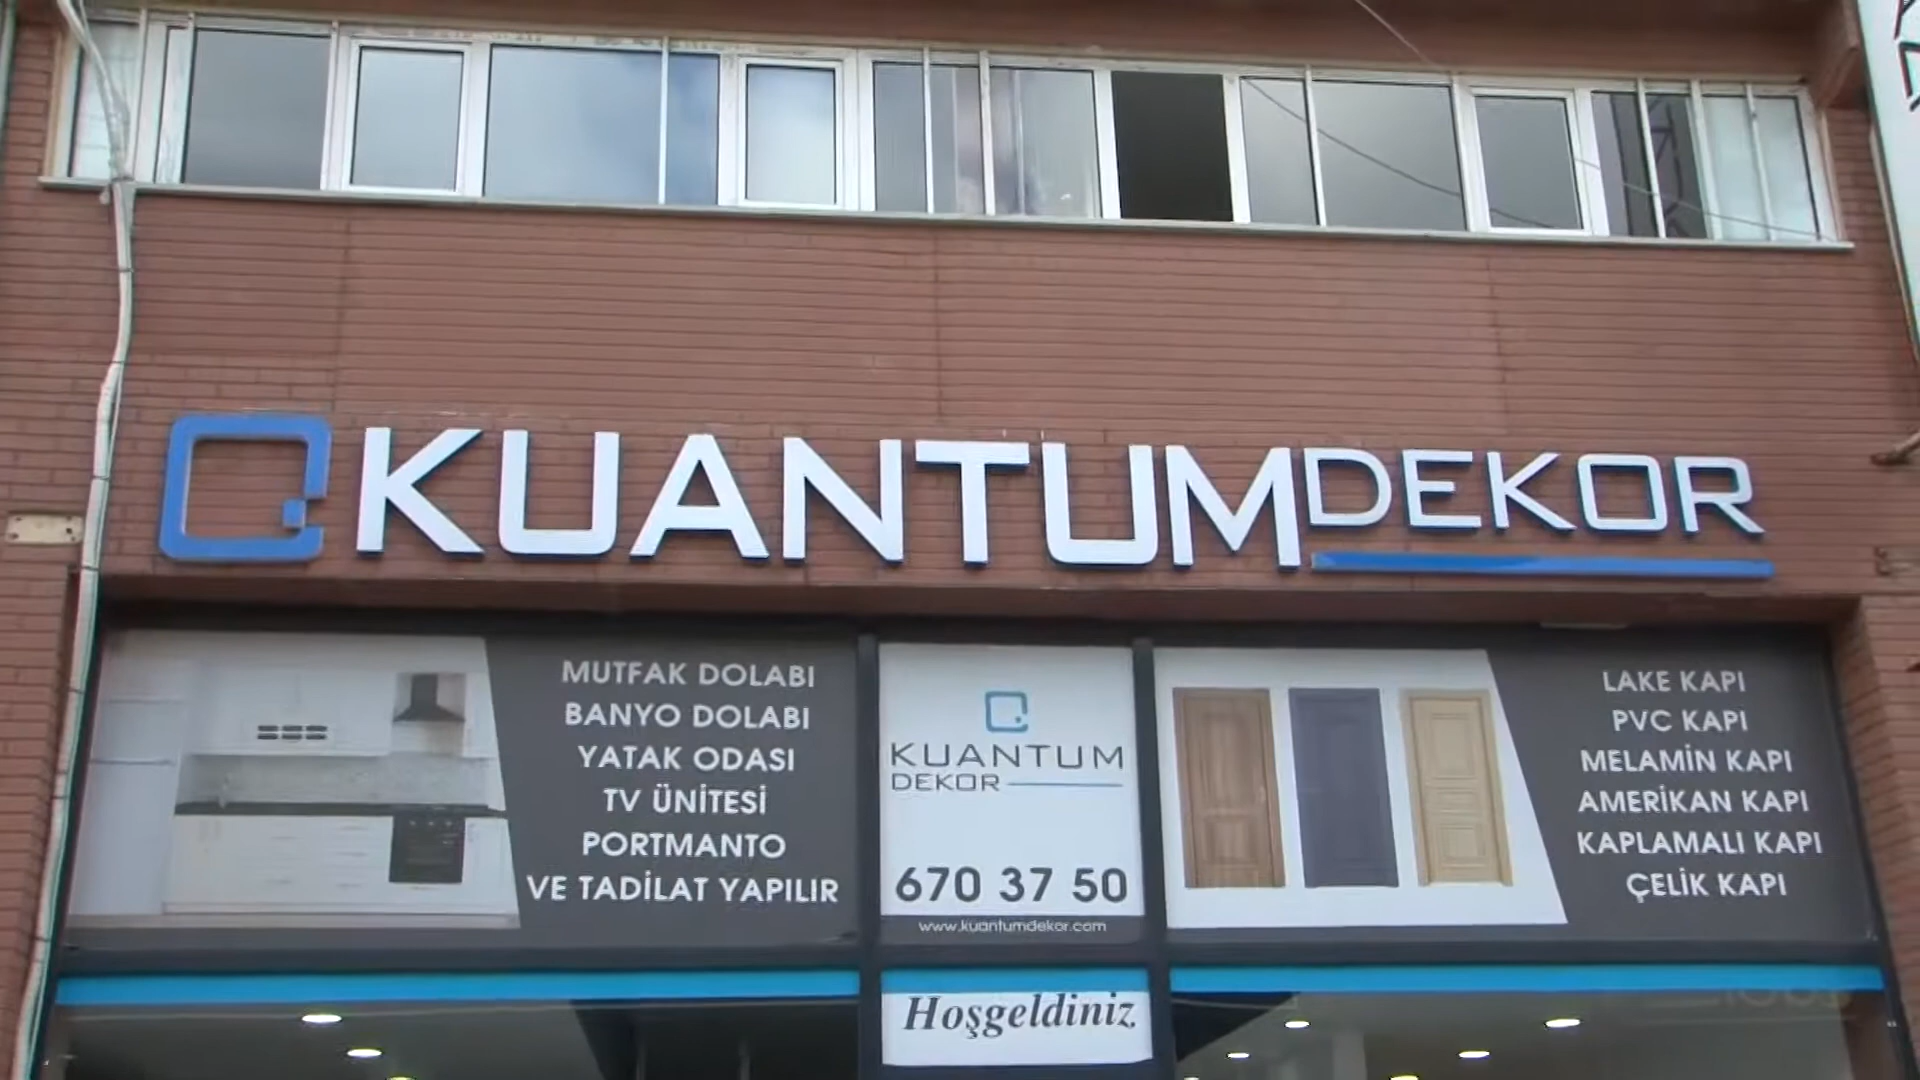 KUANTUMDEKOR
MUTFAK DOLABI
BANYO DOLABI
YATAK ODASI
TV ÜNİTESİ
PORTMANTO
VE TADİLAT YAPILIR
KUANTUM
DEKOR
670 37 50
www.kuantumdekor.com
LAKE KAPI
PVC KAPI
MELAMİN KAPI
AMERİKAN KAPI
KAPLAMALI KAPI
ÇELİK KAPI
Hoşgeldiniz